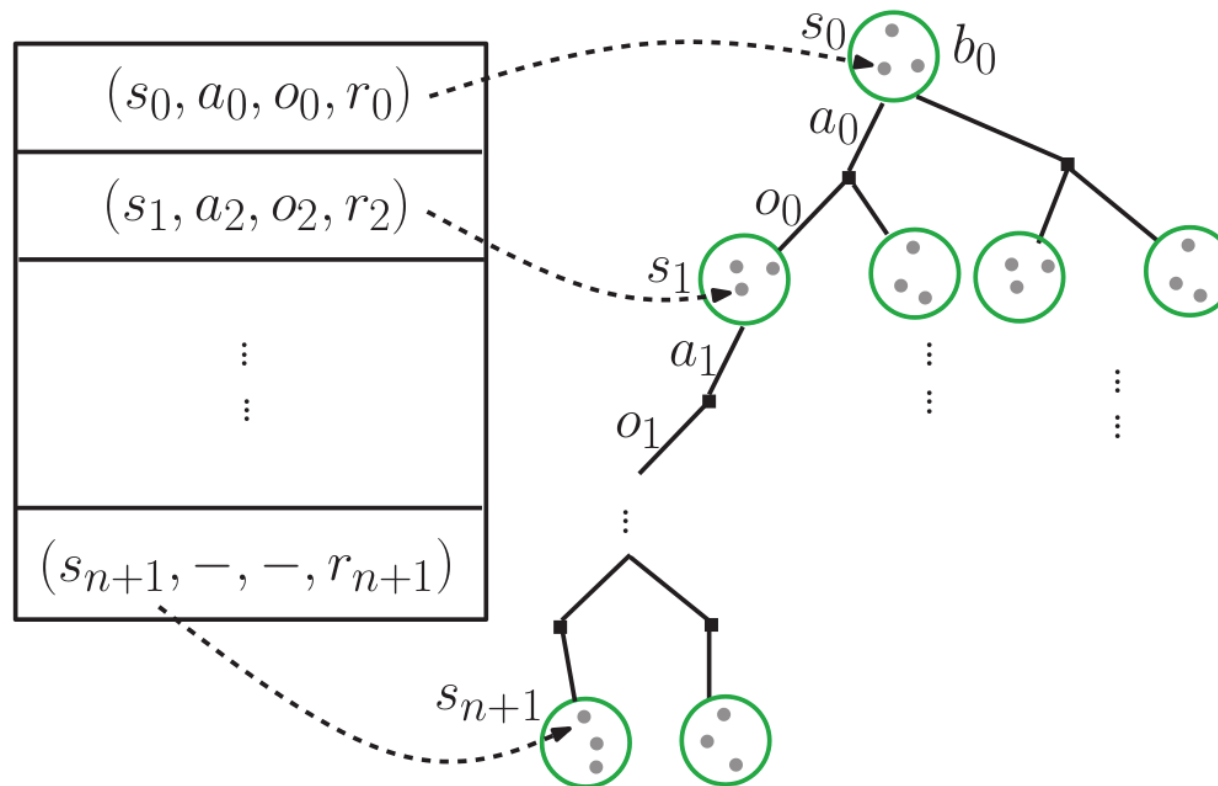 (s_0, a_0, o_0, r_0)
(s_1, a_2, o_2, r_2)
⋮
⋮
(s_{n+1}, −, −, r_{n+1})
s_0
b_0
a_0
o_0
s_1
a_1
o_1
⋮
⋮
⋮
⋮
⋮
s_{n+1}